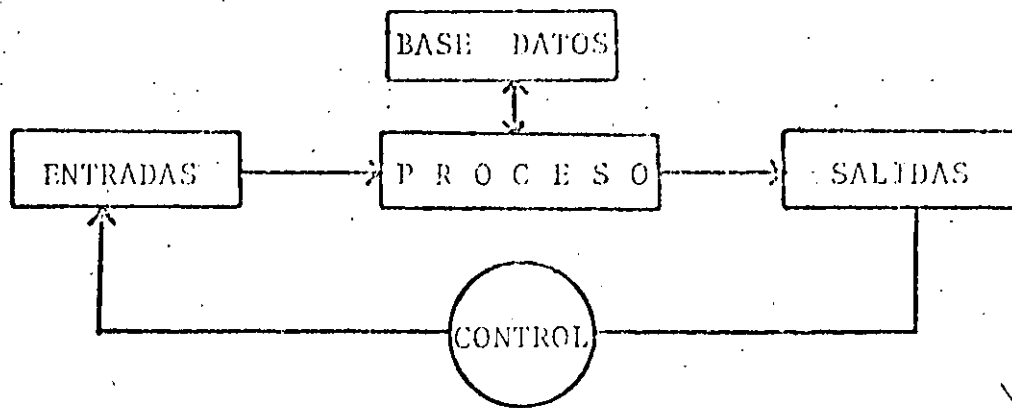 BASE DATOS
ENTRADAS
P R O C E S O
SALIDAS
CONTROL